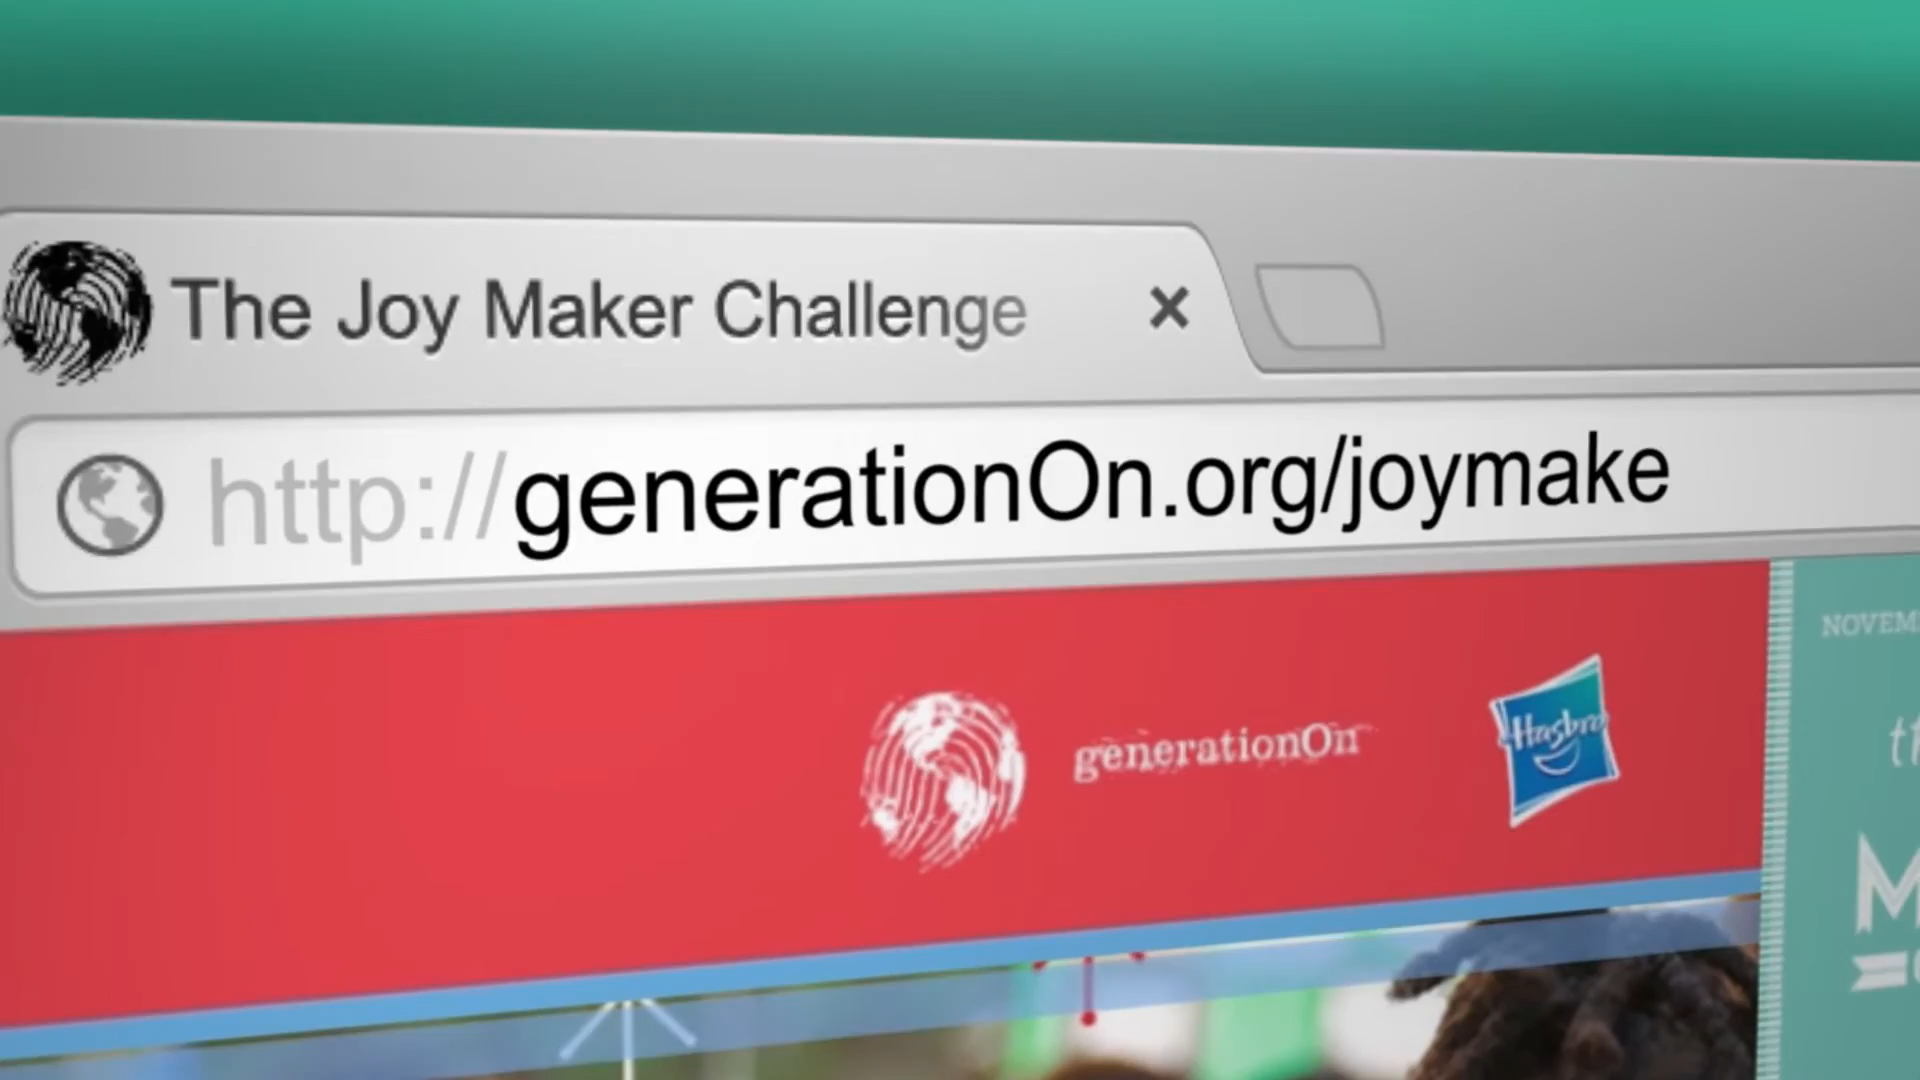 The Joy Maker Challenge
http://generationOn.org/joymake
generationOn
Hasbro